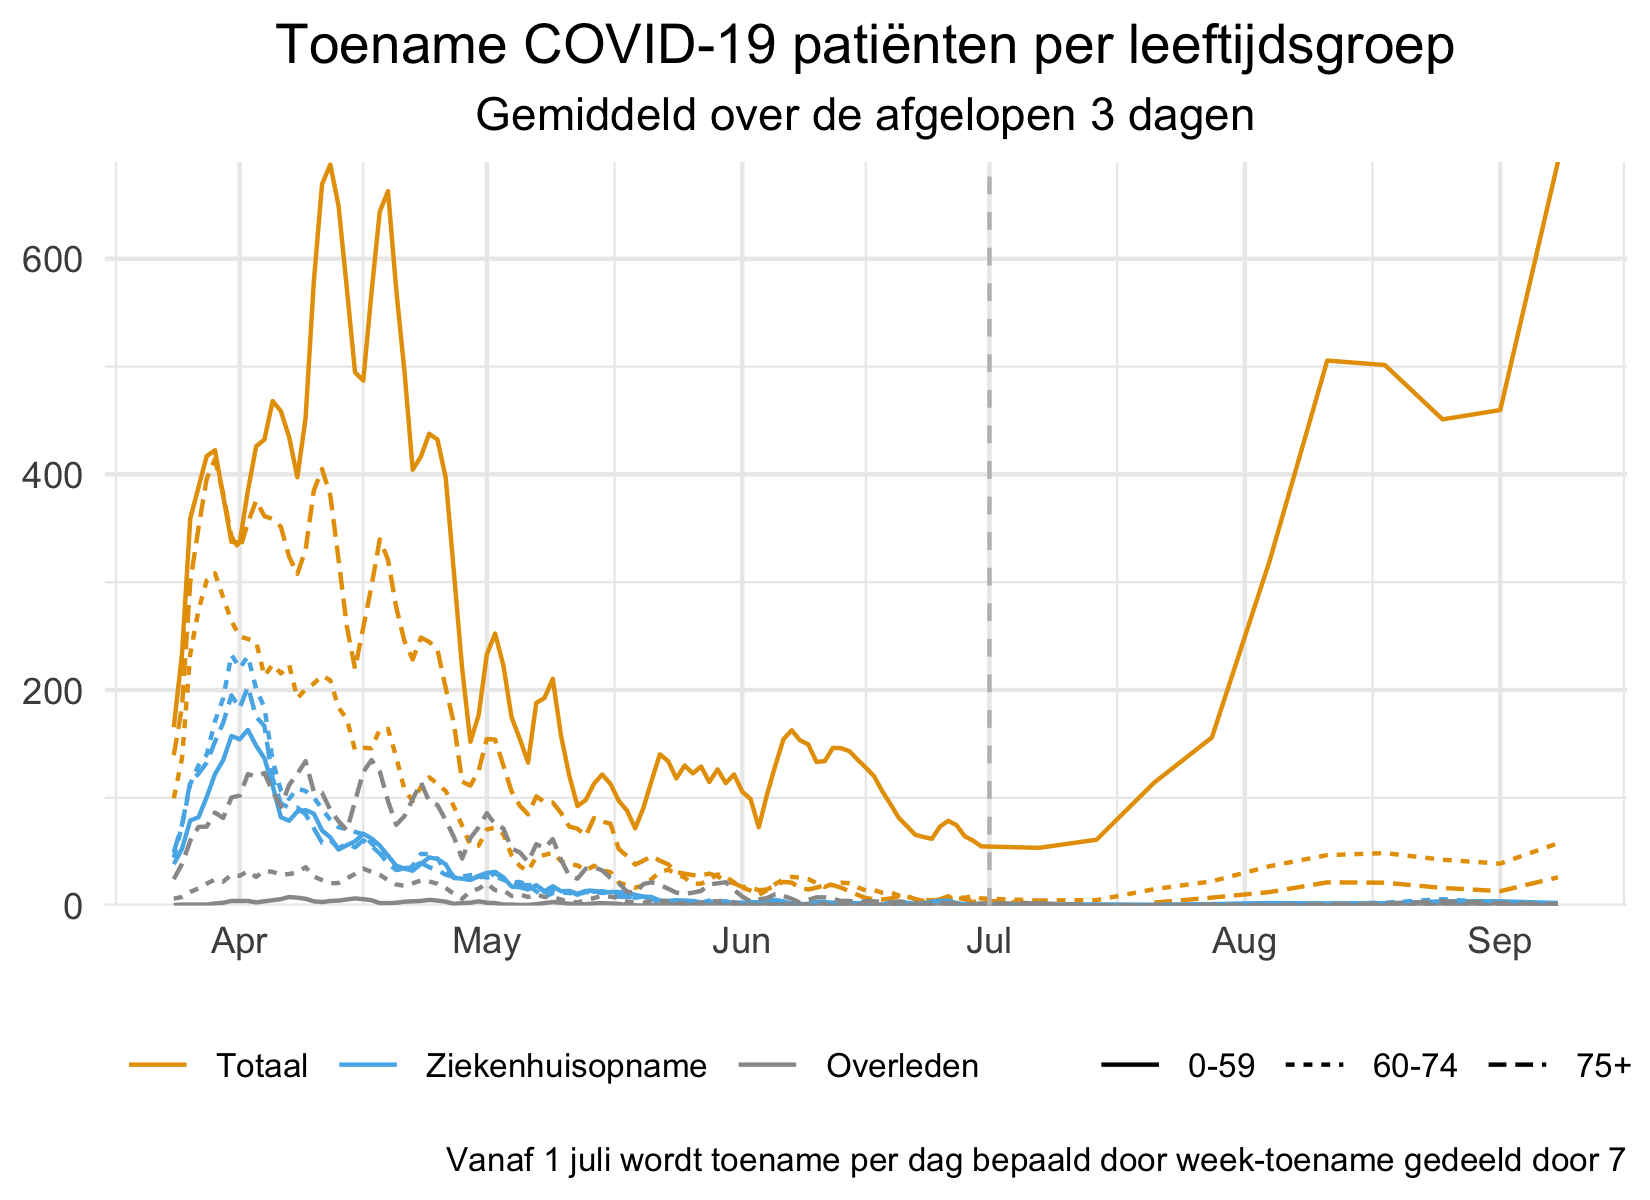 Toename COVID-19 patiënten per leeftijdsgroep
Gemiddeld over de afgelopen 3 dagen
600
400
200
0
Apr May Jun Jul Aug Sep
Totaal Ziekenhuisopname Overleden 0-59 60-74 75+
Vanaf 1 juli wordt toename per dag bepaald door week-toename gedeeld door 7